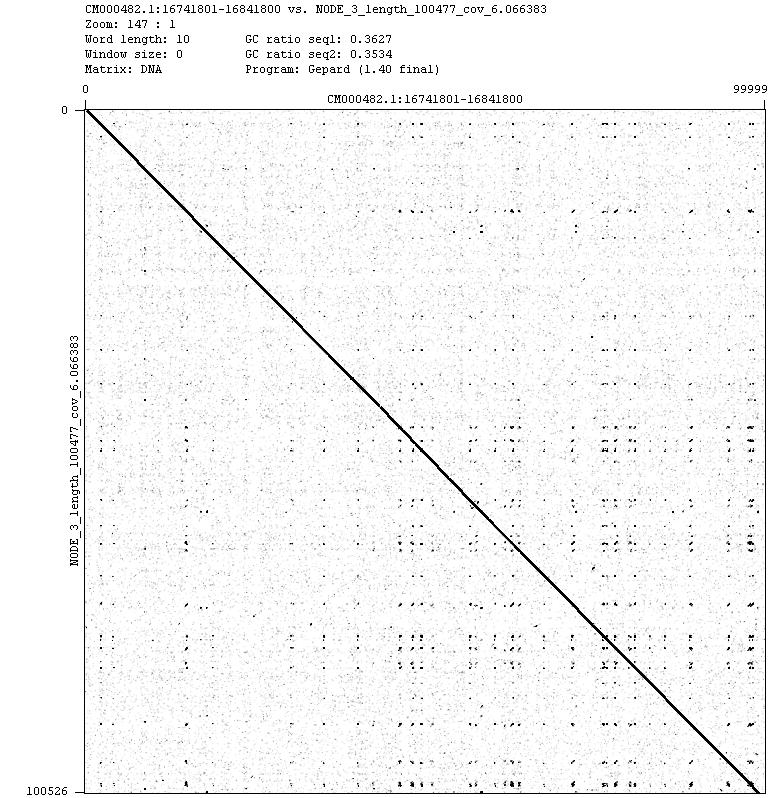 CM000482.1:16741801-16841800 vs. NODE_3_length_100477_cov_6.066383
Zoom: 147 : 1
Word length: 10 GC ratio seq1: 0.3627
Window size: 0 GC ratio seq2: 0.3534
Matrix: DNA Program: Gepard (1.40 final)
0 99999
CM000482.1:16741801-16841800
0
NODE_3_length_100477_cov_6.066383
100526